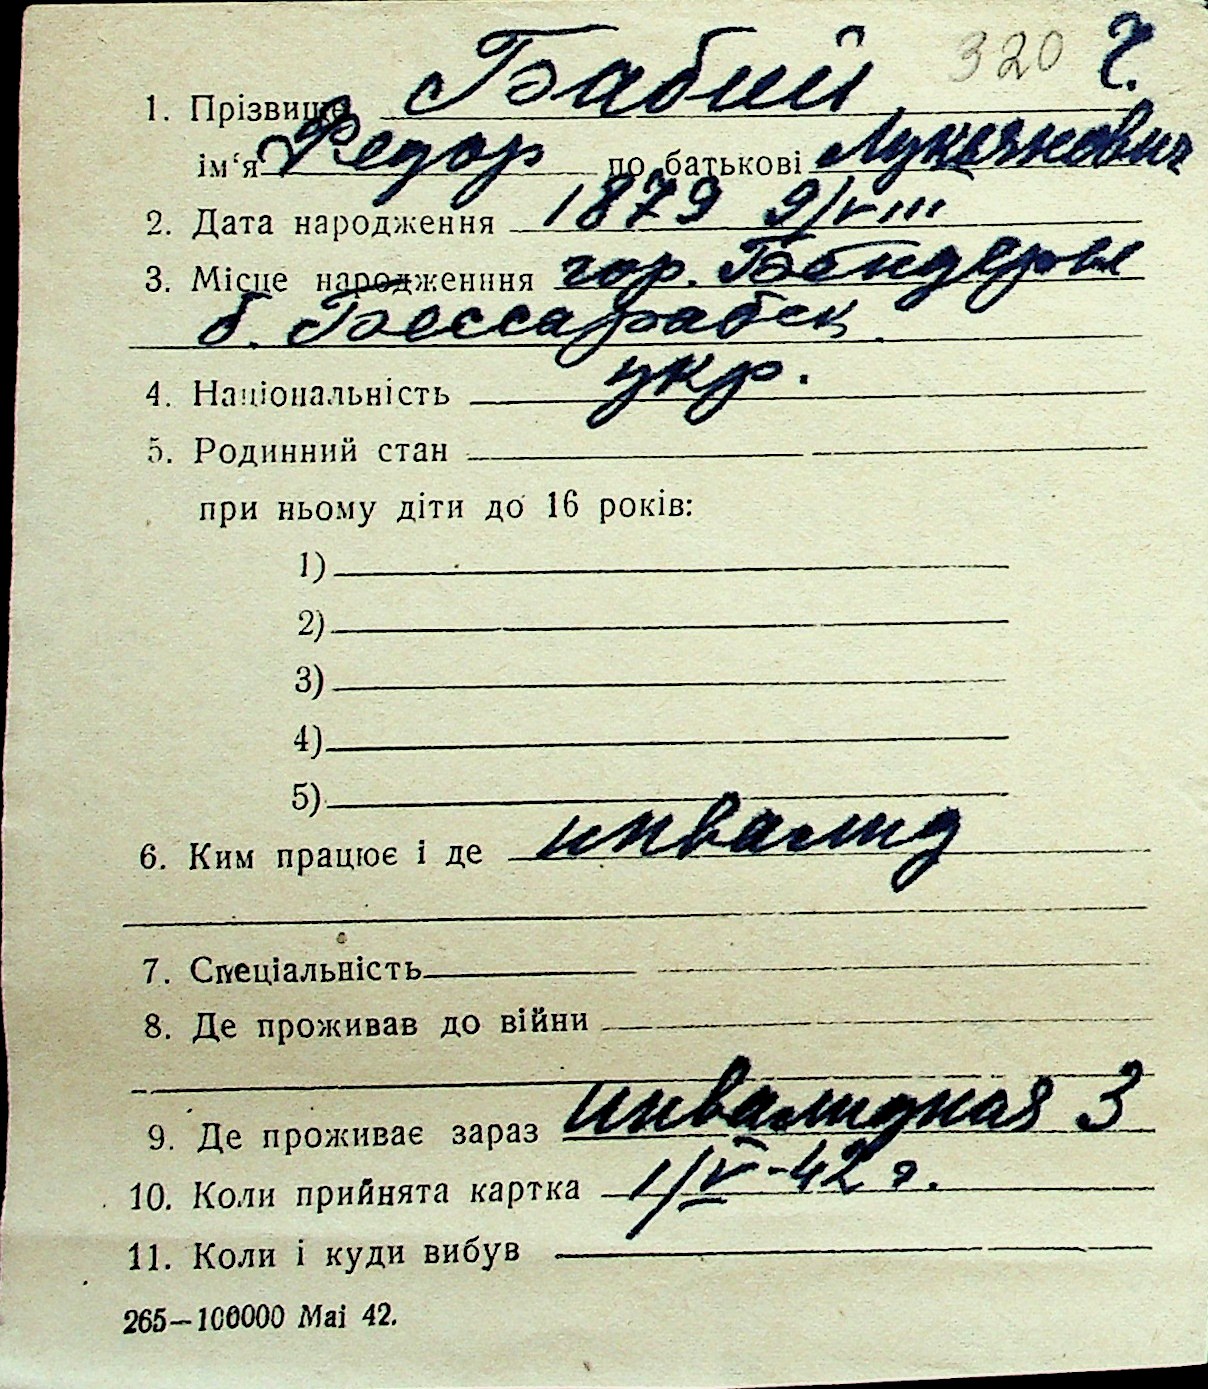 320 Ч.
1. Прізвище Бабий
ім‘я Федор по батькові Лукьянович
2. Дата народження 1879 9/VIII
3. Місце народженння гор. Бендеры
б. Бессарабск
4. Національність укр.
5. Родинний стан
при ньому діти до 16 років:
1)
2)
3)
4)
5)
6. Ким працює і де инвалид
7. Спеціальність
8. Де проживав до війни
9. Де проживає зараз Инвалидная 3
10. Коли прийнята картка 1/V-42 г.
11. Коли і куди вибув
265—100000 Mai 42.